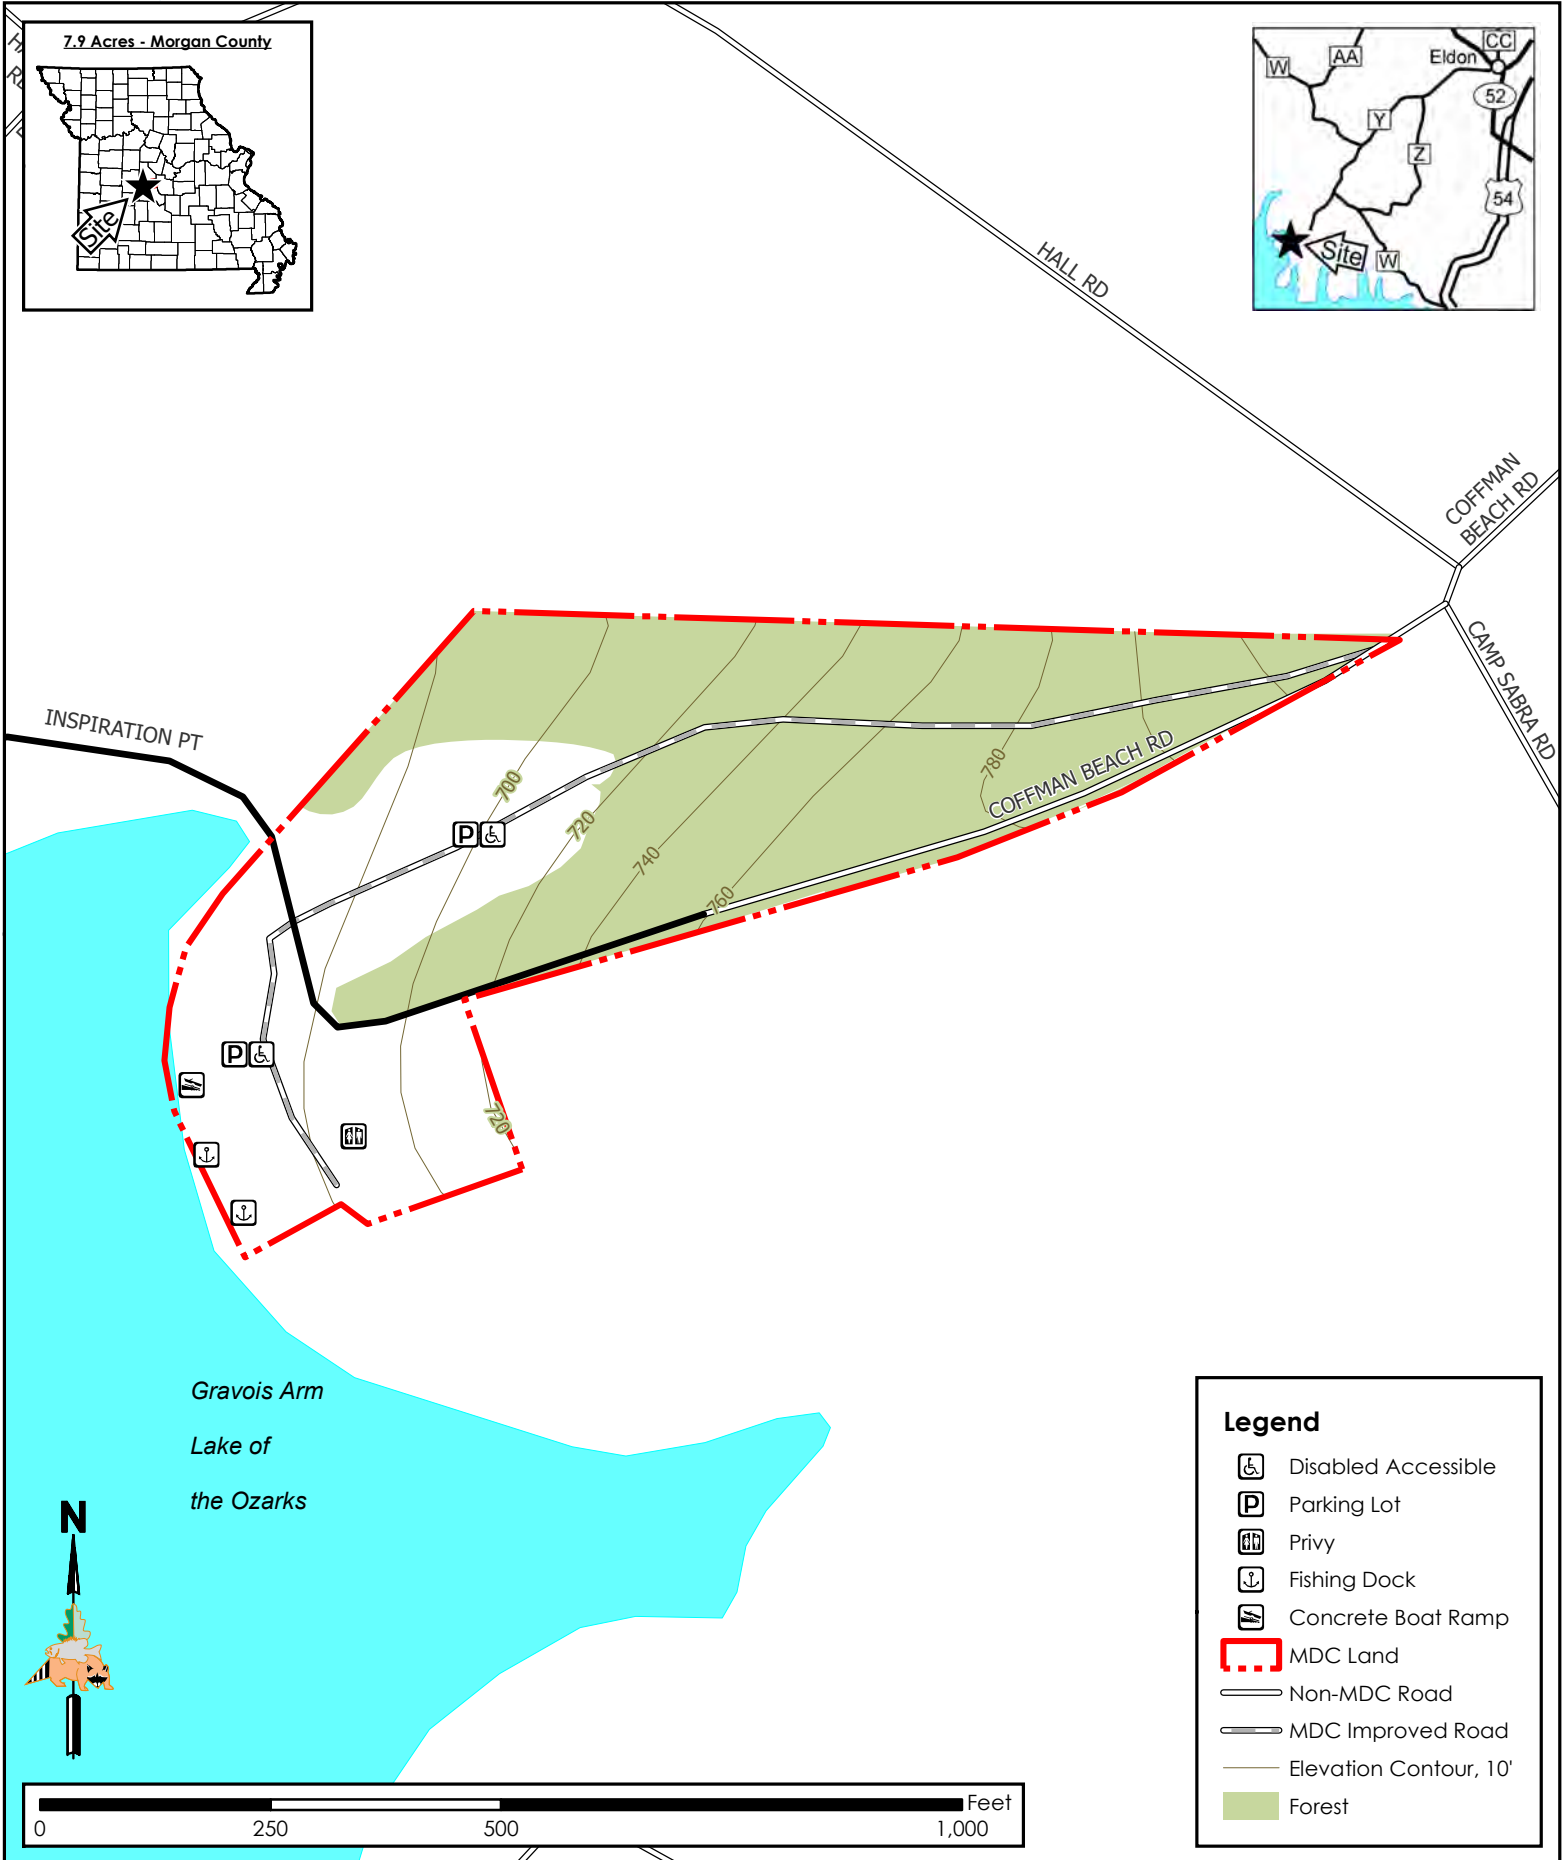 7.9 Acres - Morgan County
Site
W
AA
Eldon
CC
52
Y
Z
54
Site
W
HALL RD
COFFMAN
BEACH RD
CAMP SABRA RD
INSPIRATION PT
COFFMAN BEACH RD
700
720
740
760
780
P
P
720
Gravois Arm
Lake of
the Ozarks
N
0
250
500
1,000
Feet
Legend
Disabled Accessible
P
Parking Lot
Privy
Fishing Dock
Concrete Boat Ramp
MDC Land
Non-MDC Road
MDC Improved Road
Elevation Contour, 10'
Forest